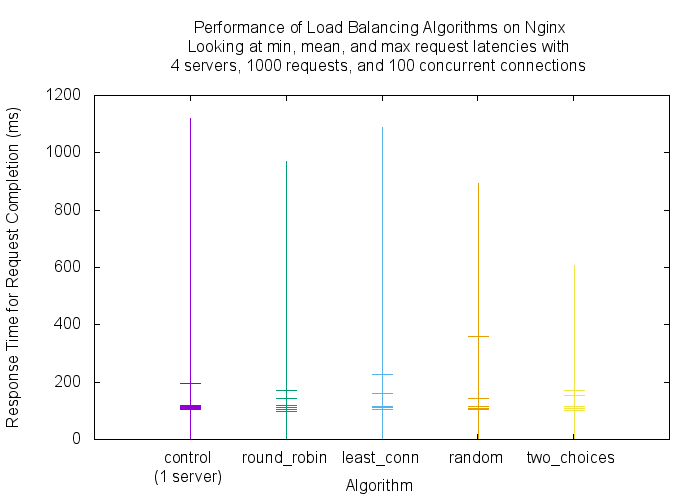 Performance of Load Balancing Algorithms on Nginx
Looking at min, mean, and max request latencies with
4 servers, 1000 requests, and 100 concurrent connections
Response Time for Request Completion (ms)
1200
1000
800
600
400
200
0
control round_robin least_conn random two_choices
(1 server)
Algorithm